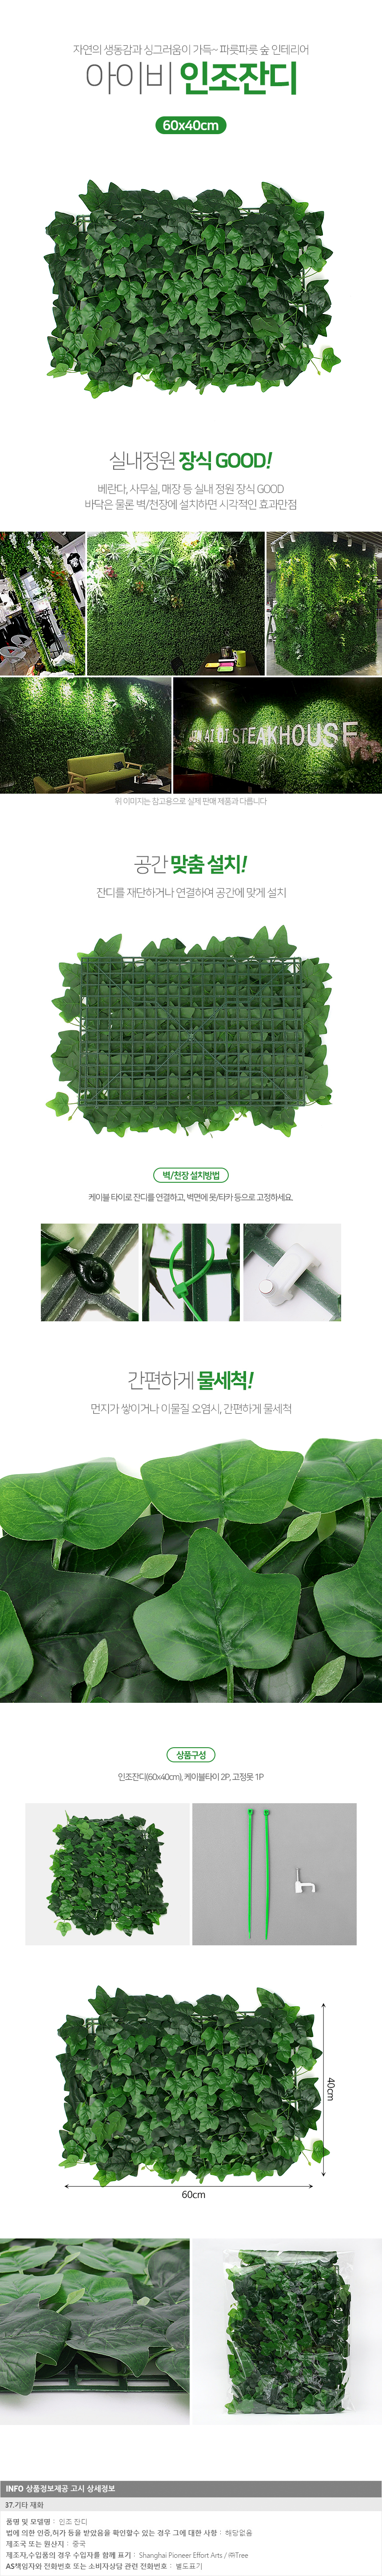 자연의 생동감과 싱그러움이 가득~ 파릇파릇 숲 인테리어
아이비 인조잔디
60x40cm
실내정원 장식 GOOD!
베란다, 사무실, 매장 등 실내 정원 장식 GOOD
바닥은 물론 벽/천장에 설치하면 시각적인 효과만점
AI QI STEAKHOUSE
위 이미지는 참고용으로 실제 판매 제품과 다릅니다
공간 맞춤 설치!
잔디를 재단하거나 연결하여 공간에 맞게 설치
벽/천장 설치방법
케이블 타이로 잔디를 연결하고, 벽면에 못/타카 등으로 고정하세요.
간편하게 물세척!
먼지가 쌓이거나 이물질 오염시, 간편하게 물세척
상품구성
인조잔디(60x40cm), 케이블타이 2P, 고정못 1P
40cm
60cm
INFO 상품정보제공 고시 상세정보
37.기타 재화
품명 및 모델명 : 인조 잔디
법에 의한 인증,허가 등을 받았음을 확인할수 있는 경우 그에 대한 사항 : 해당없음
제조국 또는 원산지 : 중국
제조자,수입품의 경우 수입자를 함께 표기 : Shanghai Pioneer Effort Arts / ㈜Tree
AS책임자와 전화번호 또는 소비자상담 관련 전화번호 : 별도표기